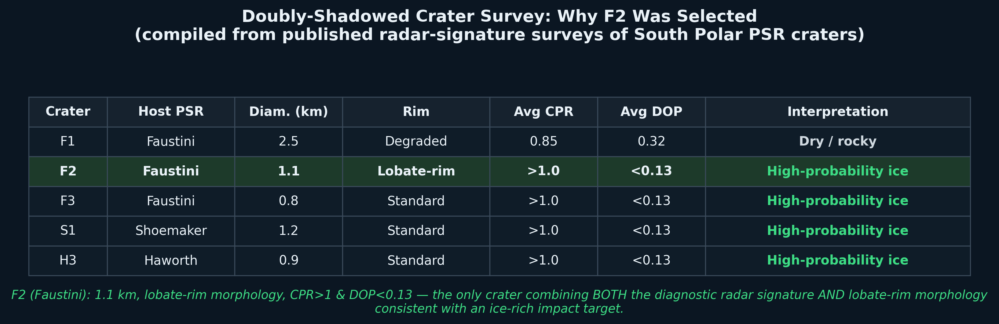 Doubly-Shadowed Crater Survey: Why F2 Was Selected
(compiled from published radar-signature surveys of South Polar PSR craters)
Crater Host PSR Diam. (km) Rim Avg CPR Avg DOP Interpretation
F1 Faustini 2.5 Degraded 0.85 0.32 Dry / rocky
F2 Faustini 1.1 Lobate-rim >1.0 <0.13 High-probability ice
F3 Faustini 0.8 Standard >1.0 <0.13 High-probability ice
S1 Shoemaker 1.2 Standard >1.0 <0.13 High-probability ice
H3 Haworth 0.9 Standard >1.0 <0.13 High-probability ice
F2 (Faustini): 1.1 km, lobate-rim morphology, CPR>1 & DOP<0.13 — the only crater combining BOTH the diagnostic radar signature AND lobate-rim morphology
consistent with an ice-rich impact target.